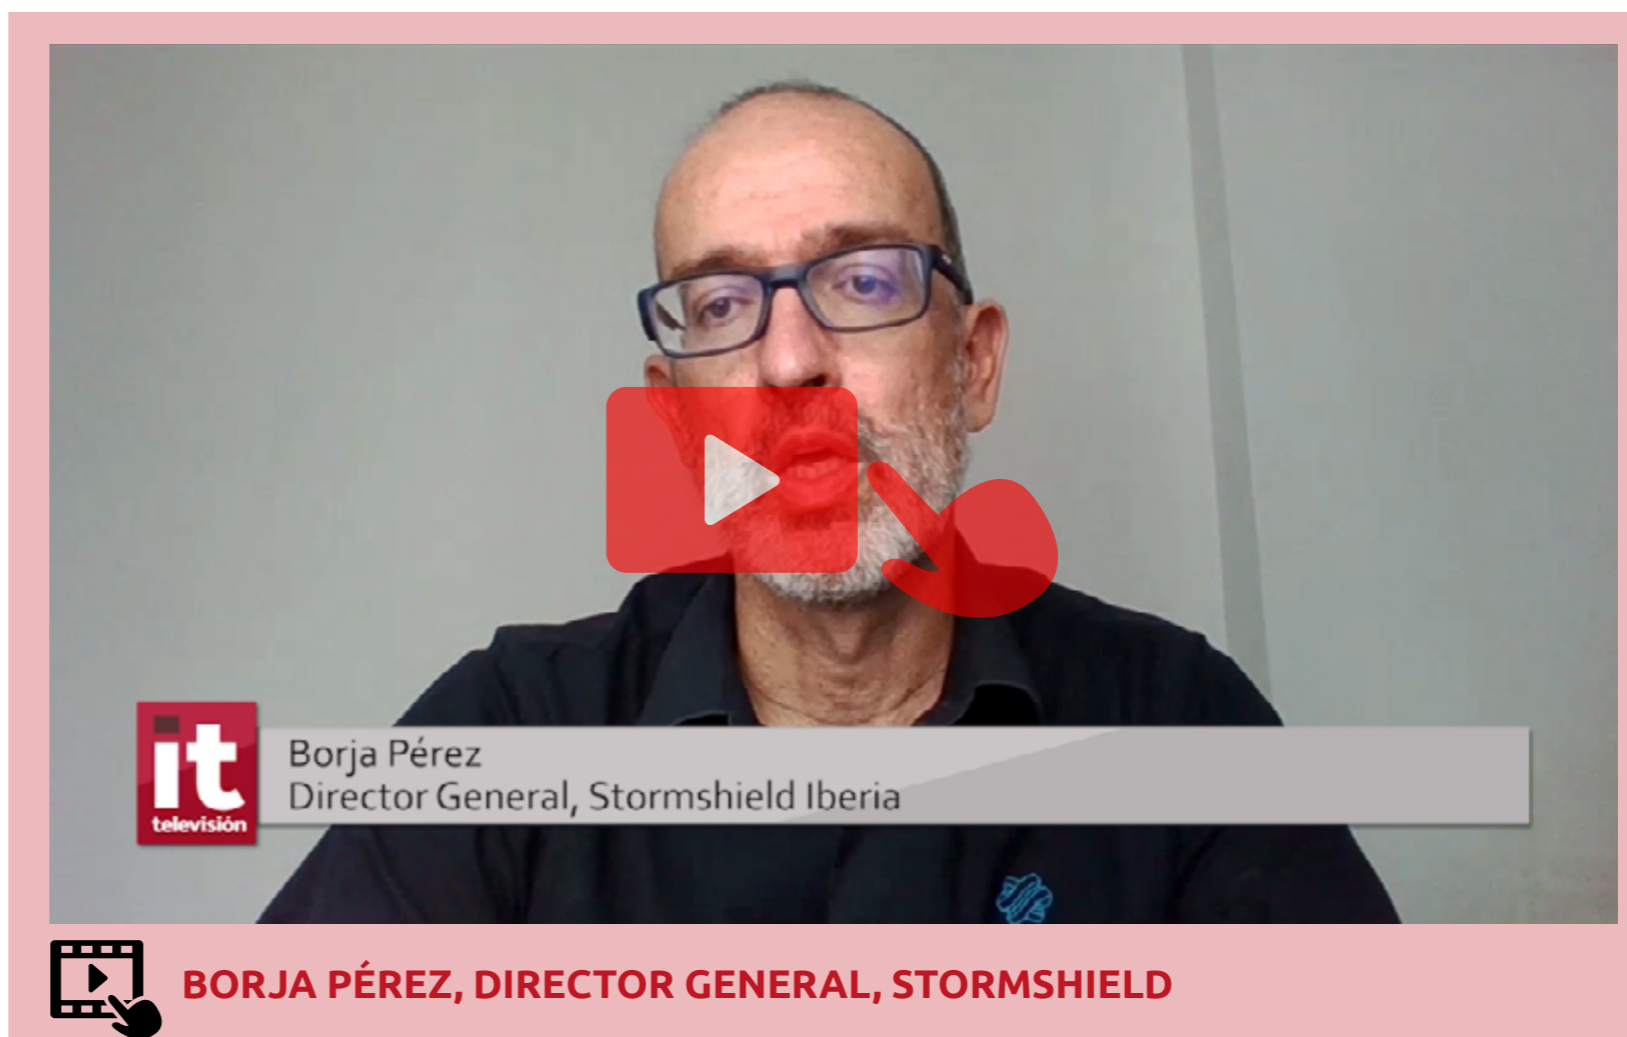 it
televisión
Borja Pérez
Director General, Stormshield Iberia
BORJA PÉREZ, DIRECTOR GENERAL, STORMSHIELD